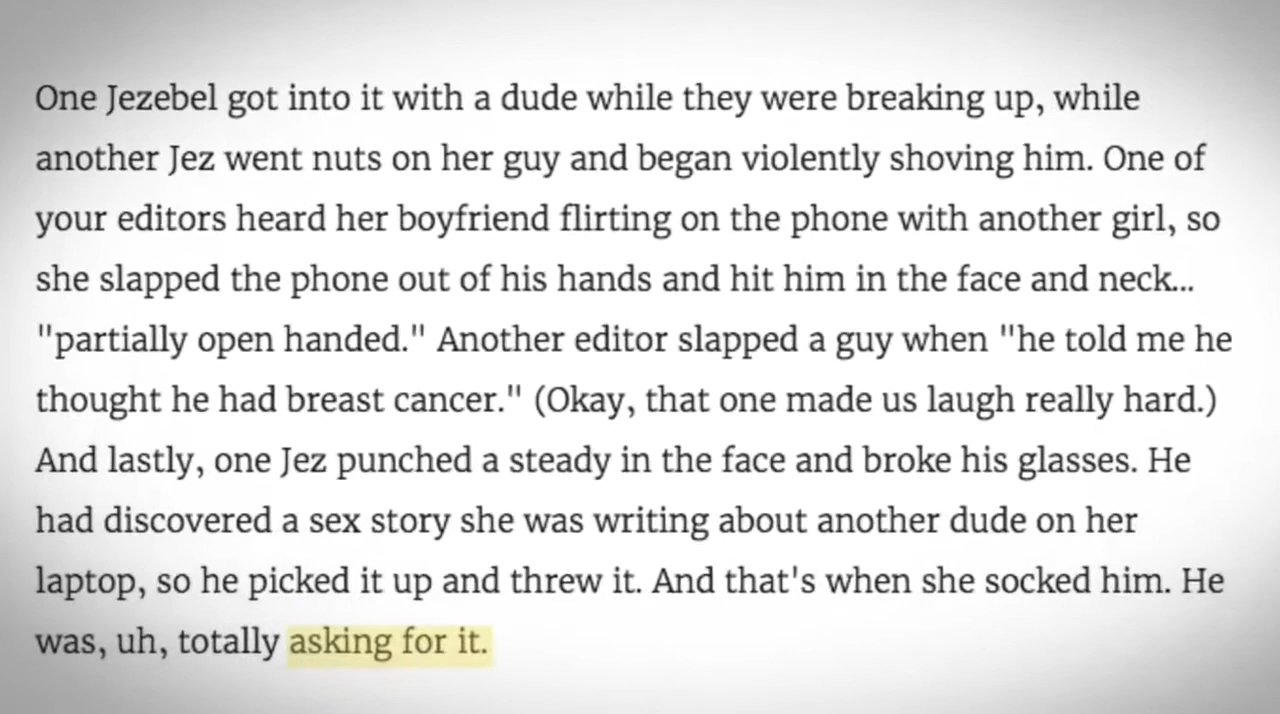 One Jezebel got into it with a dude while they were breaking up, while
another Jez went nuts on her guy and began violently shoving him. One of
your editors heard her boyfriend flirting on the phone with another girl, so
she slapped the phone out of his hands and hit him in the face and neck...
"partially open handed." Another editor slapped a guy when "he told me he
thought he had breast cancer." (Okay, that one made us laugh really hard.)
And lastly, one Jez punched a steady in the face and broke his glasses. He
had discovered a sex story she was writing about another dude on her
laptop, so he picked it up and threw it. And that's when she socked him. He
was, uh, totally asking for it.